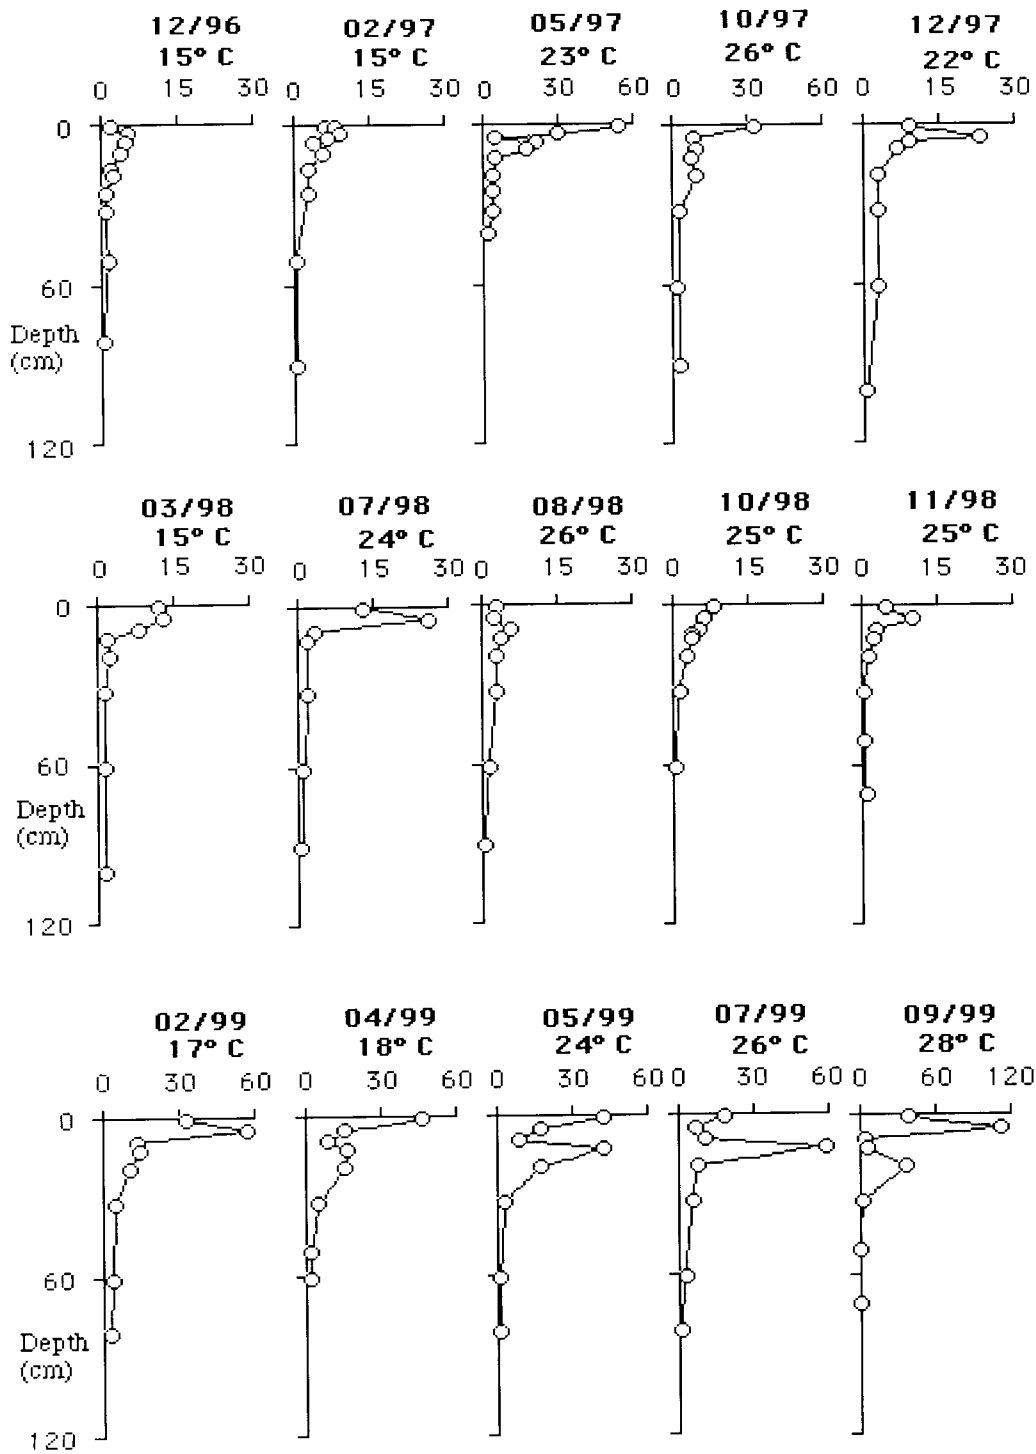 12/96 02/97 05/97 10/97 12/97
15° C 15° C 23° C 26° C 22° C
0 15 30 0 15 30 0 30 60 0 30 60 0 15 30
0
60
Depth
(cm)
120
03/98 07/98 08/98 10/98 11/98
15° C 24° C 26° C 25° C 25° C
0 15 30 0 15 30 0 15 30 0 15 30 0 15 30
0
60
Depth
(cm)
120
02/99 04/99 05/99 07/99 09/99
17° C 18° C 24° C 26° C 28° C
0 30 60 0 30 60 0 30 60 0 30 60 0 60 120
0
60
Depth
(cm)
120